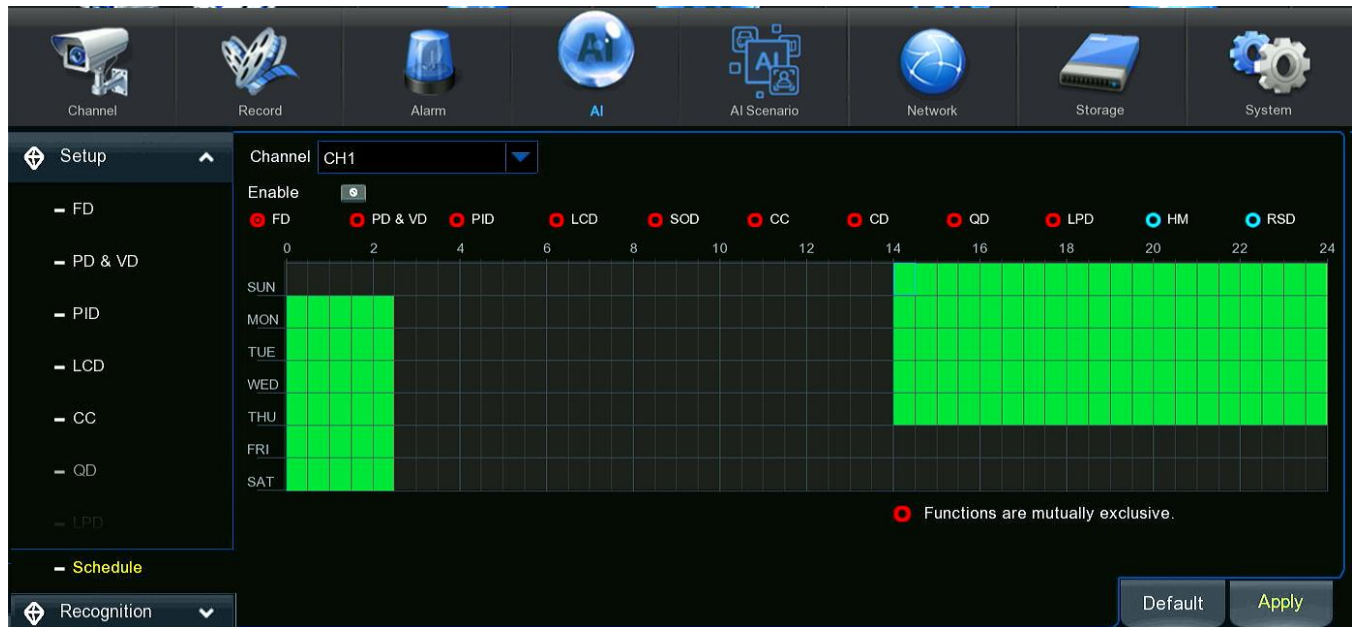 Channel Record Alarm AI AI Scenario Network Storage System
Setup
FD
PD & VD
PID
LCD
CC
QD
LPD
Schedule
Recognition
Channel CH1
Enable
FD PD & VD PID LCD SOD CC CD QD LPD HM RSD
0 2 4 6 8 10 12 14 16 18 20 22 24
SUN
MON
TUE
WED
THU
FRI
SAT
Functions are mutually exclusive.
Default Apply